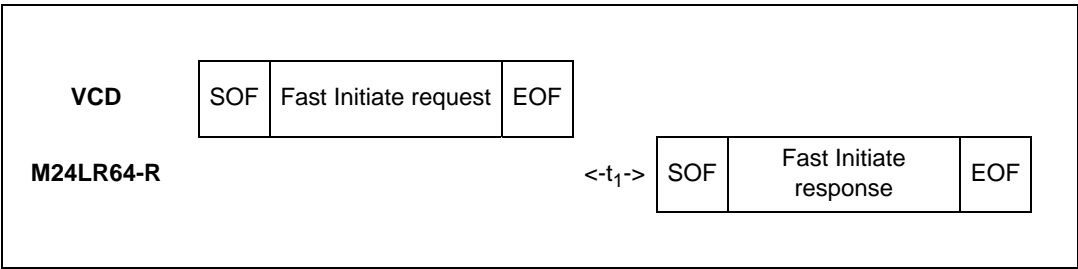 VCD SOF Fast Initiate request EOF
M24LR64-R <-t1-> SOF Fast Initiate response EOF